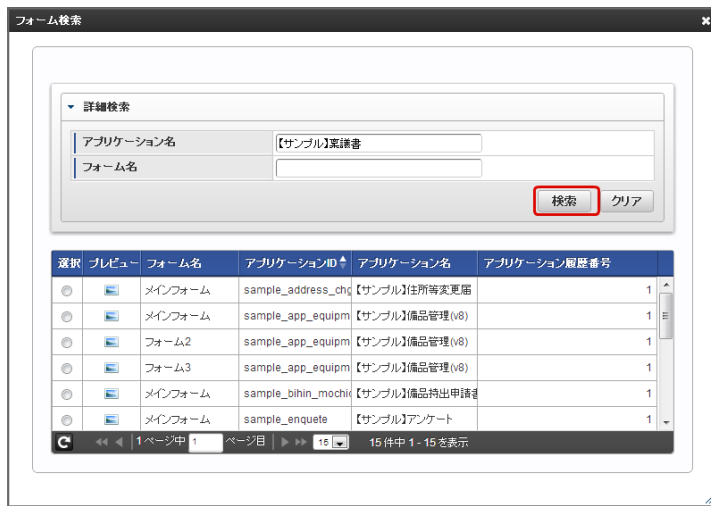 フォーム検索
詳細検索
アプリケーション名 【サンプル】稟議書
フォーム名
検索 クリア
選択 プレビュー フォーム名 アプリケーションID アプリケーション名 アプリケーション履歴番号
メインフォーム sample_address_chg 【サンプル】住所等変更届 1
メインフォーム sample_app_equipm 【サンプル】備品管理(v8) 1
フォーム2 sample_app_equipm 【サンプル】備品管理(v8) 1
フォーム3 sample_app_equipm 【サンプル】備品管理(v8) 1
メインフォーム sample_bihin_mochic 【サンプル】備品持出申請書 1
メインフォーム sample_enquete 【サンプル】アンケート 1
1ページ中 1 ページ目 15 15 件中 1 - 15 を表示